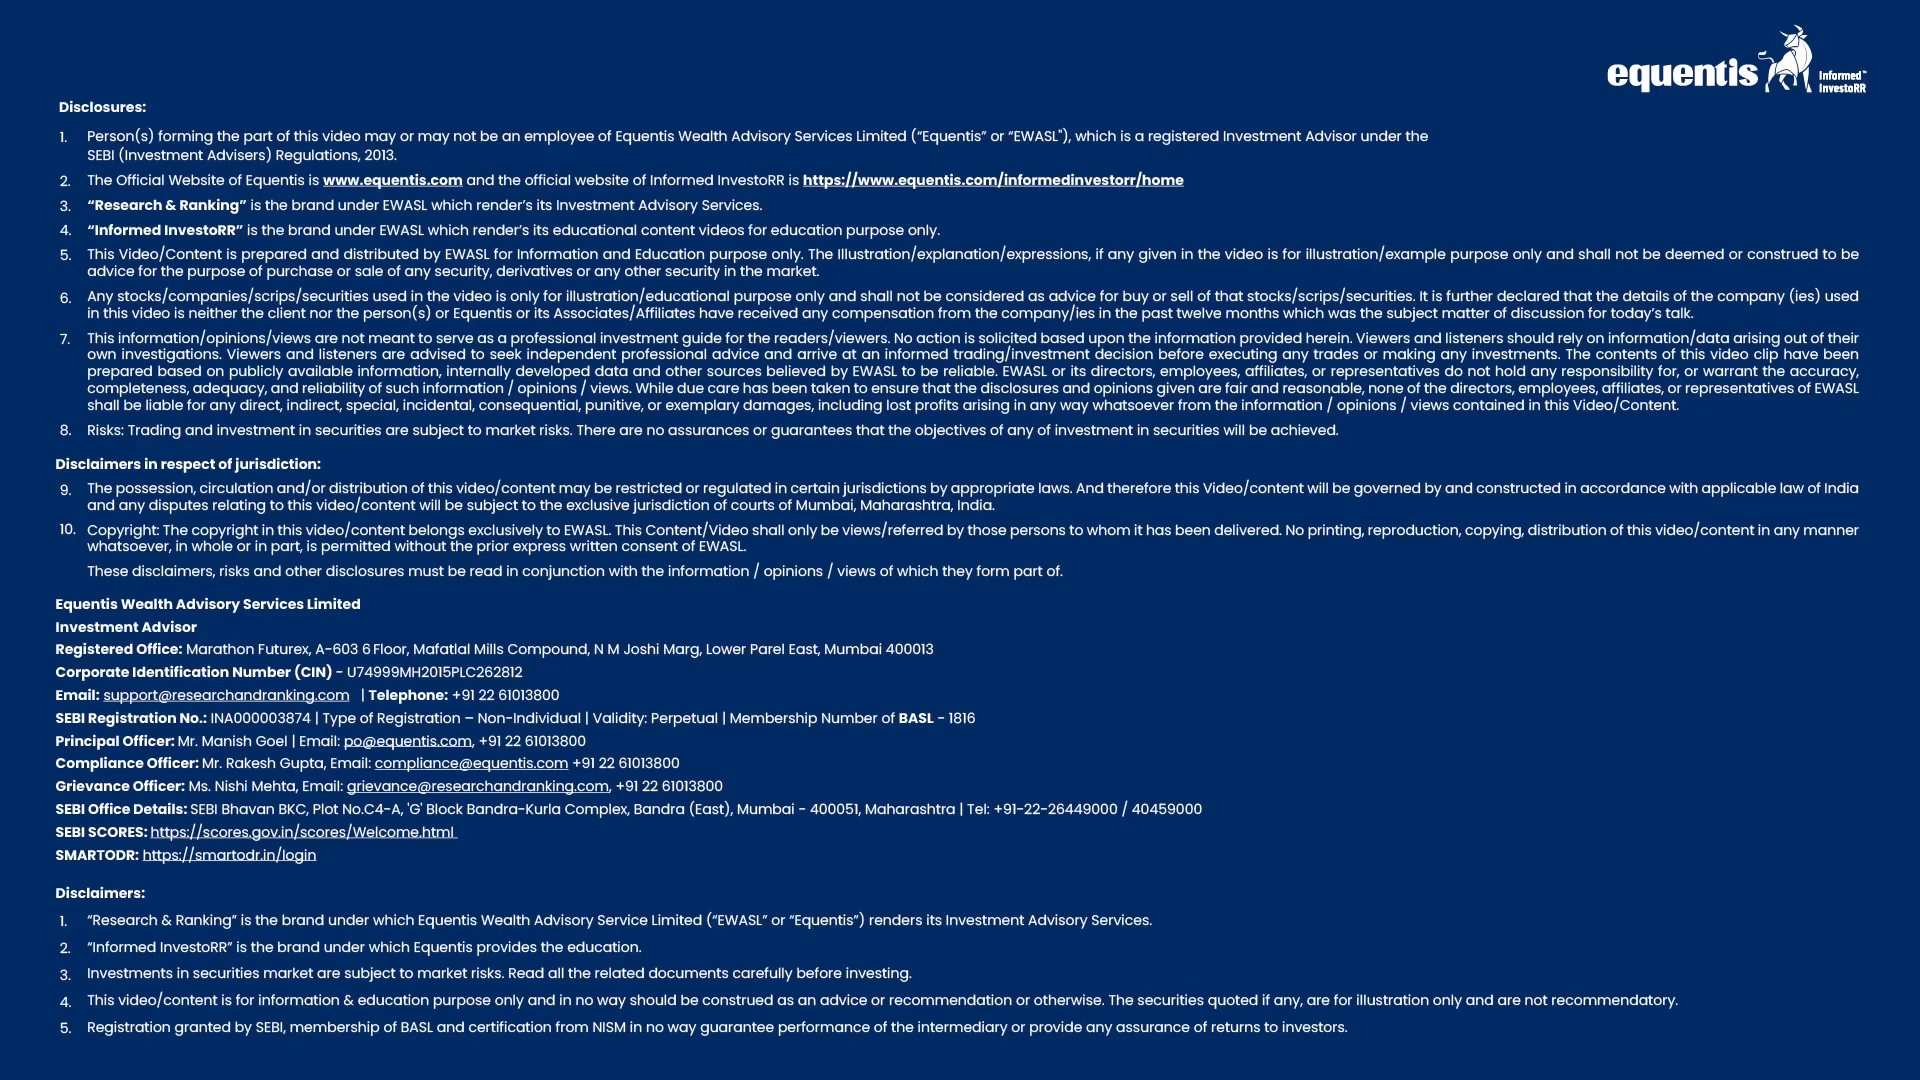 equentis
Informed™
InvestoRR
Disclosures:
1. Person(s) forming the part of this video may or may not be an employee of Equentis Wealth Advisory Services Limited (“Equentis” or “EWASL"), which is a registered Investment Advisor under the
SEBI (Investment Advisers) Regulations, 2013.
2. The Official Website of Equentis is www.equentis.com and the official website of Informed InvestoRR is https://www.equentis.com/informedinvestorr/home
3. “Research & Ranking” is the brand under EWASL which render’s its Investment Advisory Services.
4. “Informed InvestoRR” is the brand under EWASL which render’s its educational content videos for education purpose only.
5. This Video/Content is prepared and distributed by EWASL for Information and Education purpose only. The Illustration/explanation/expressions, if any given in the video is for illustration/example purpose only and shall not be deemed or construed to be
advice for the purpose of purchase or sale of any security, derivatives or any other security in the market.
6. Any stocks/companies/scrips/securities used in the video is only for illustration/educational purpose only and shall not be considered as advice for buy or sell of that stocks/scrips/securities. It is further declared that the details of the company (ies) used
in this video is neither the client nor the person(s) or Equentis or its Associates/Affiliates have received any compensation from the company/ies in the past twelve months which was the subject matter of discussion for today’s talk.
7. This information/opinions/views are not meant to serve as a professional investment guide for the readers/viewers. No action is solicited based upon the information provided herein. Viewers and listeners should rely on information/data arising out of their
own investigations. Viewers and listeners are advised to seek independent professional advice and arrive at an informed trading/investment decision before executing any trades or making any investments. The contents of this video clip have been
prepared based on publicly available information, internally developed data and other sources believed by EWASL to be reliable. EWASL or its directors, employees, affiliates, or representatives do not hold any responsibility for, or warrant the accuracy,
completeness, adequacy, and reliability of such information / opinions / views. While due care has been taken to ensure that the disclosures and opinions given are fair and reasonable, none of the directors, employees, affiliates, or representatives of EWASL
shall be liable for any direct, indirect, special, incidental, consequential, punitive, or exemplary damages, including lost profits arising in any way whatsoever from the information / opinions / views contained in this Video/Content.
8. Risks: Trading and investment in securities are subject to market risks. There are no assurances or guarantees that the objectives of any of investment in securities will be achieved.
Disclaimers in respect of jurisdiction:
9. The possession, circulation and/or distribution of this video/content may be restricted or regulated in certain jurisdictions by appropriate laws. And therefore this Video/content will be governed by and constructed in accordance with applicable law of India
and any disputes relating to this video/content will be subject to the exclusive jurisdiction of courts of Mumbai, Maharashtra, India.
10. Copyright: The copyright in this video/content belongs exclusively to EWASL. This Content/Video shall only be views/referred by those persons to whom it has been delivered. No printing, reproduction, copying, distribution of this video/content in any manner
whatsoever, in whole or in part, is permitted without the prior express written consent of EWASL.
These disclaimers, risks and other disclosures must be read in conjunction with the information / opinions / views of which they form part of.
Equentis Wealth Advisory Services Limited
Investment Advisor
Registered Office: Marathon Futurex, A-603 6 Floor, Mafatlal Mills Compound, N M Joshi Marg, Lower Parel East, Mumbai 400013
Corporate Identification Number (CIN) - U74999MH2015PLC262812
Email: support@researchandranking.com | Telephone: +91 22 61013800
SEBI Registration No.: INA000003874 | Type of Registration – Non-Individual | Validity: Perpetual | Membership Number of BASL - 1816
Principal Officer: Mr. Manish Goel | Email: po@equentis.com, +91 22 61013800
Compliance Officer: Mr. Rakesh Gupta, Email: compliance@equentis.com +91 22 61013800
Grievance Officer: Ms. Nishi Mehta, Email: grievance@researchandranking.com, +91 22 61013800
SEBI Office Details: SEBI Bhavan BKC, Plot No.C4-A, 'G' Block Bandra-Kurla Complex, Bandra (East), Mumbai - 400051, Maharashtra | Tel: +91-22-26449000 / 40459000
SEBI SCORES: https://scores.gov.in/scores/Welcome.html
SMARTODR: https://smartodr.in/login
Disclaimers:
1. “Research & Ranking” is the brand under which Equentis Wealth Advisory Service Limited (“EWASL” or “Equentis”) renders its Investment Advisory Services.
2. “Informed InvestoRR” is the brand under which Equentis provides the education.
3. Investments in securities market are subject to market risks. Read all the related documents carefully before investing.
4. This video/content is for information & education purpose only and in no way should be construed as an advice or recommendation or otherwise. The securities quoted if any, are for illustration only and are not recommendatory.
5. Registration granted by SEBI, membership of BASL and certification from NISM in no way guarantee performance of the intermediary or provide any assurance of returns to investors.